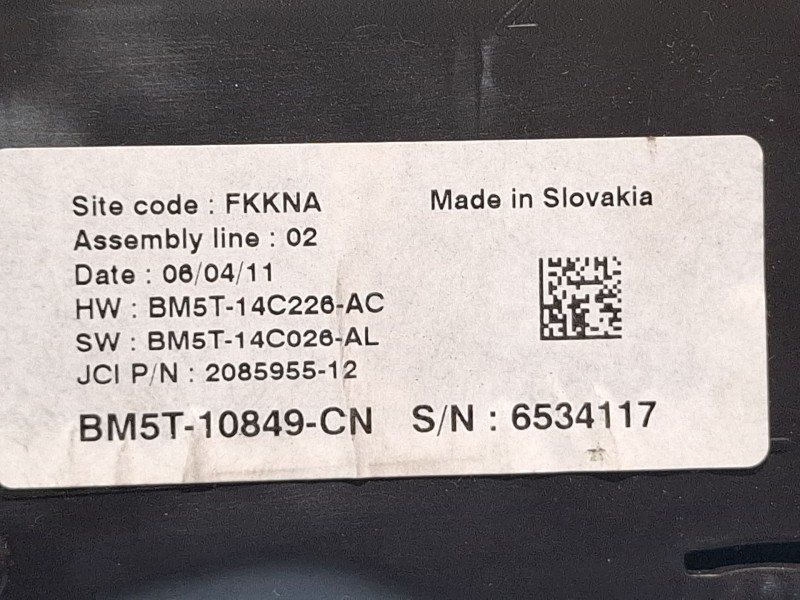 Site code : FKKNA
Made in Slovakia
Assembly line : 02
Date : 06/04/11
HW : BM5T-14C226-AC
SW : BM5T-14C026-AL
JCI P/N : 2085955-12
BM5T-10849-CN S/N : 6534117